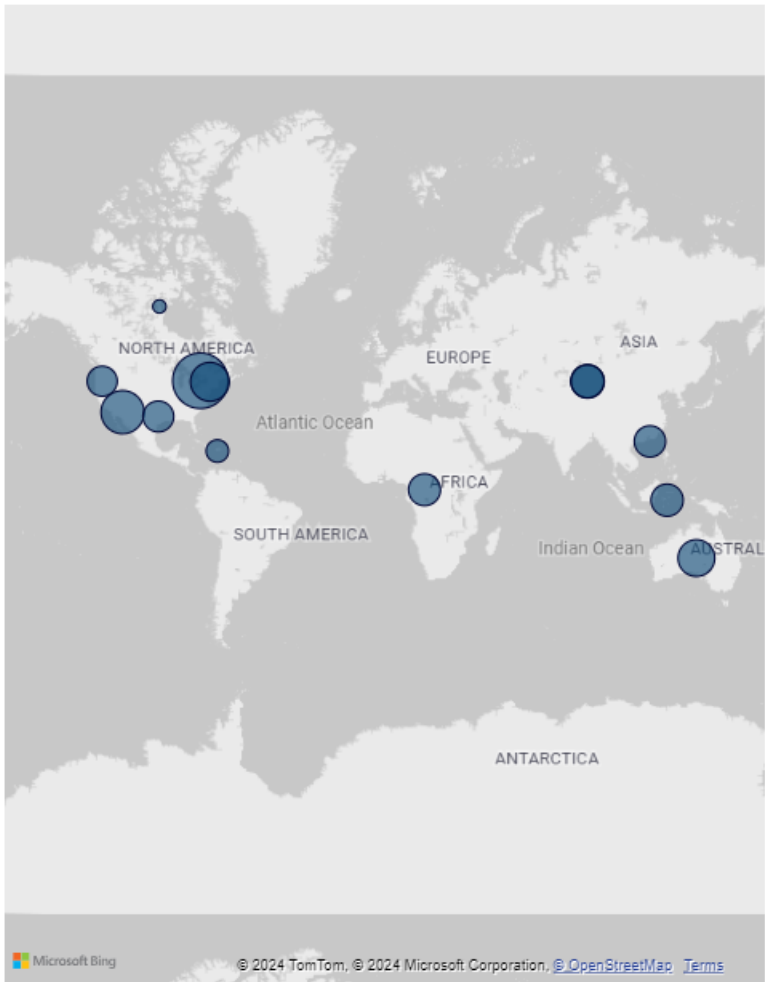 NORTH AMERICA
ASIA
EUROPE
Atlantic Ocean
AFRICA
SOUTH AMERICA
Indian Ocean
AUSTRAL
ANTARCTICA
Microsoft Bing
© 2024 TomTom, © 2024 Microsoft Corporation, © OpenStreetMap Terms